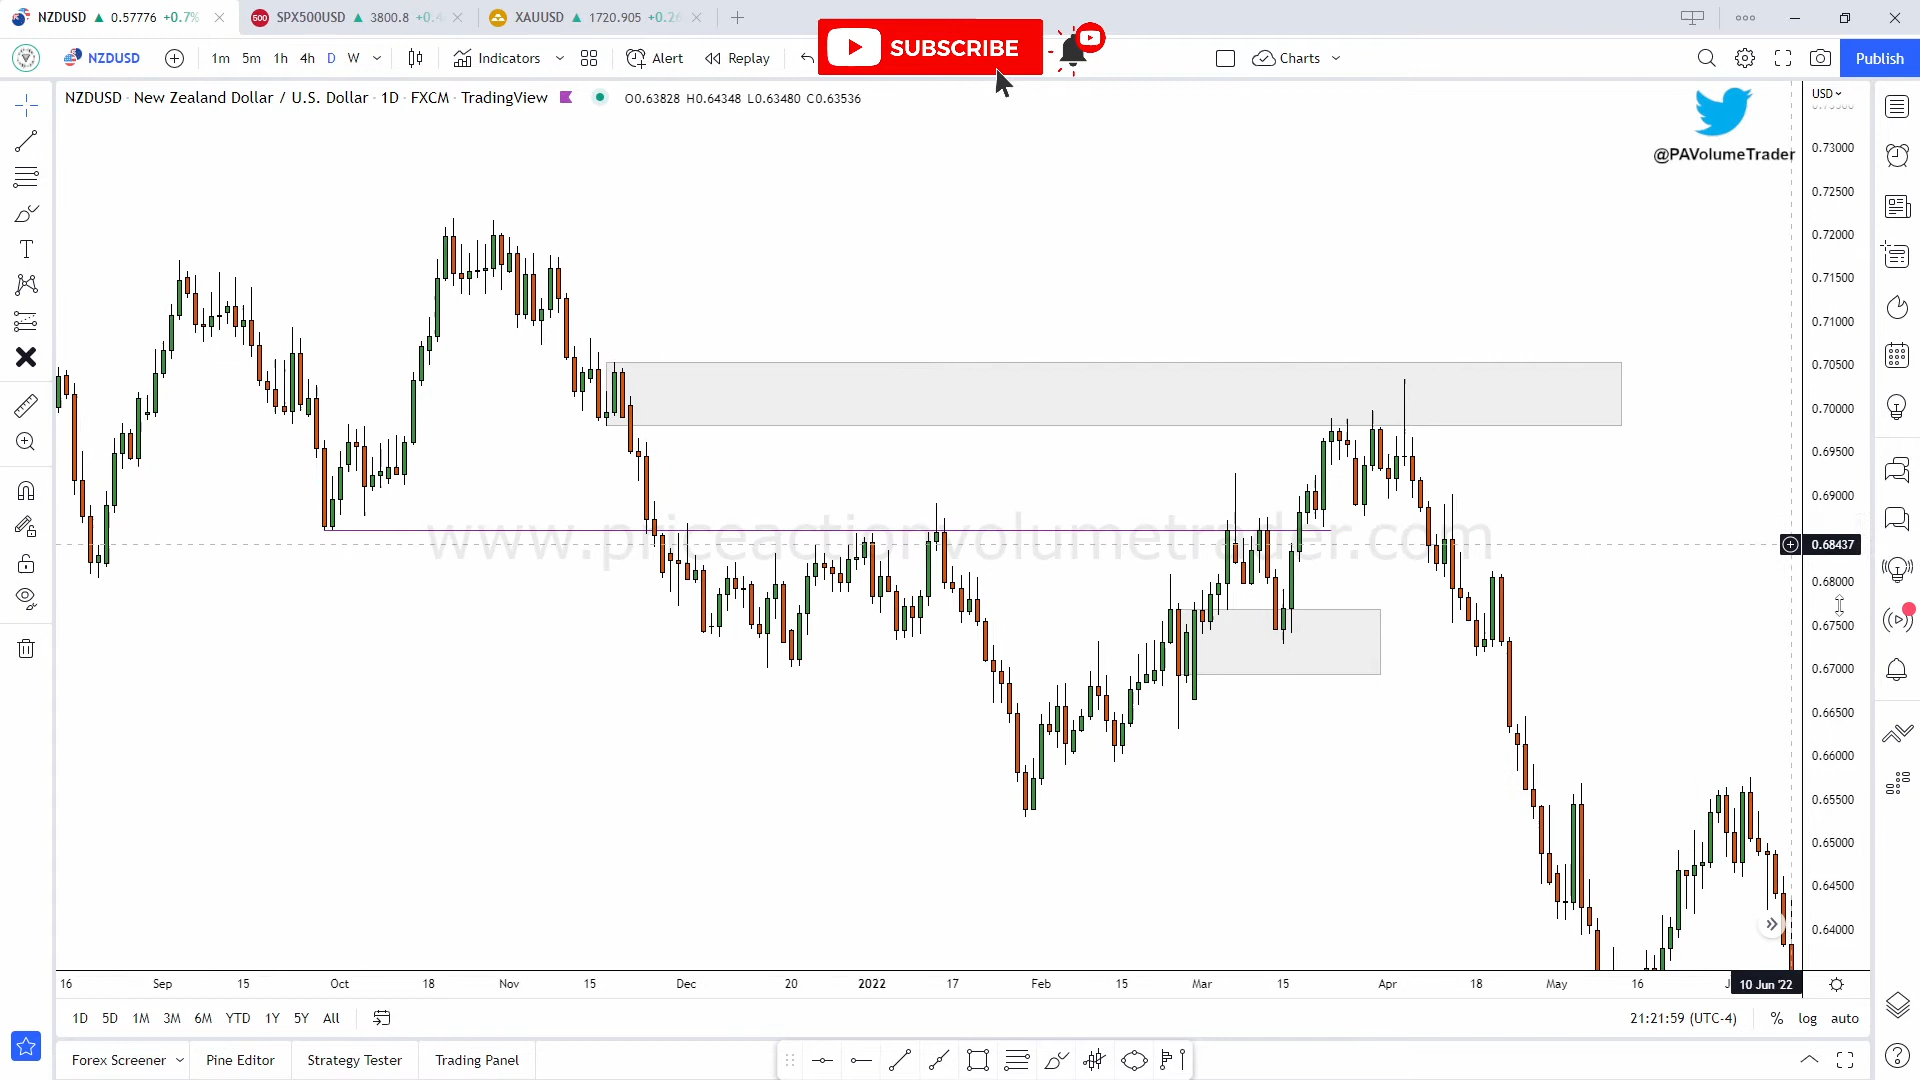 NZDUSD ▲ 0.57776 +0.7%
500 SPX500USD ▲ 3800.8
XAUUSD ▲ 1720.905
SUBSCRIBE
NZDUSD 1m 5m 1h 4h D W Indicators Alert Replay Charts Publish
NZDUSD · New Zealand Dollar / U.S. Dollar · 1D · FXCM · TradingView O0.63828 H0.64348 L0.63480 C0.63536
USD
@PAVolumeTrader
0.73000
0.72500
0.72000
0.71500
0.71000
0.70500
0.70000
0.69500
0.69000
www.priceactionvolumetrader.com
0.68437
0.68000
0.67500
0.67000
0.66500
0.66000
0.65500
0.65000
0.64500
0.64000
16 Sep 15 Oct 18 Nov 15 Dec 20 2022 17 Feb 15 Mar 15 Apr 18 May 16 10 Jun '22
1D 5D 1M 3M 6M YTD 1Y 5Y All 21:21:59 (UTC-4) % log auto
Forex Screener Pine Editor Strategy Tester Trading Panel